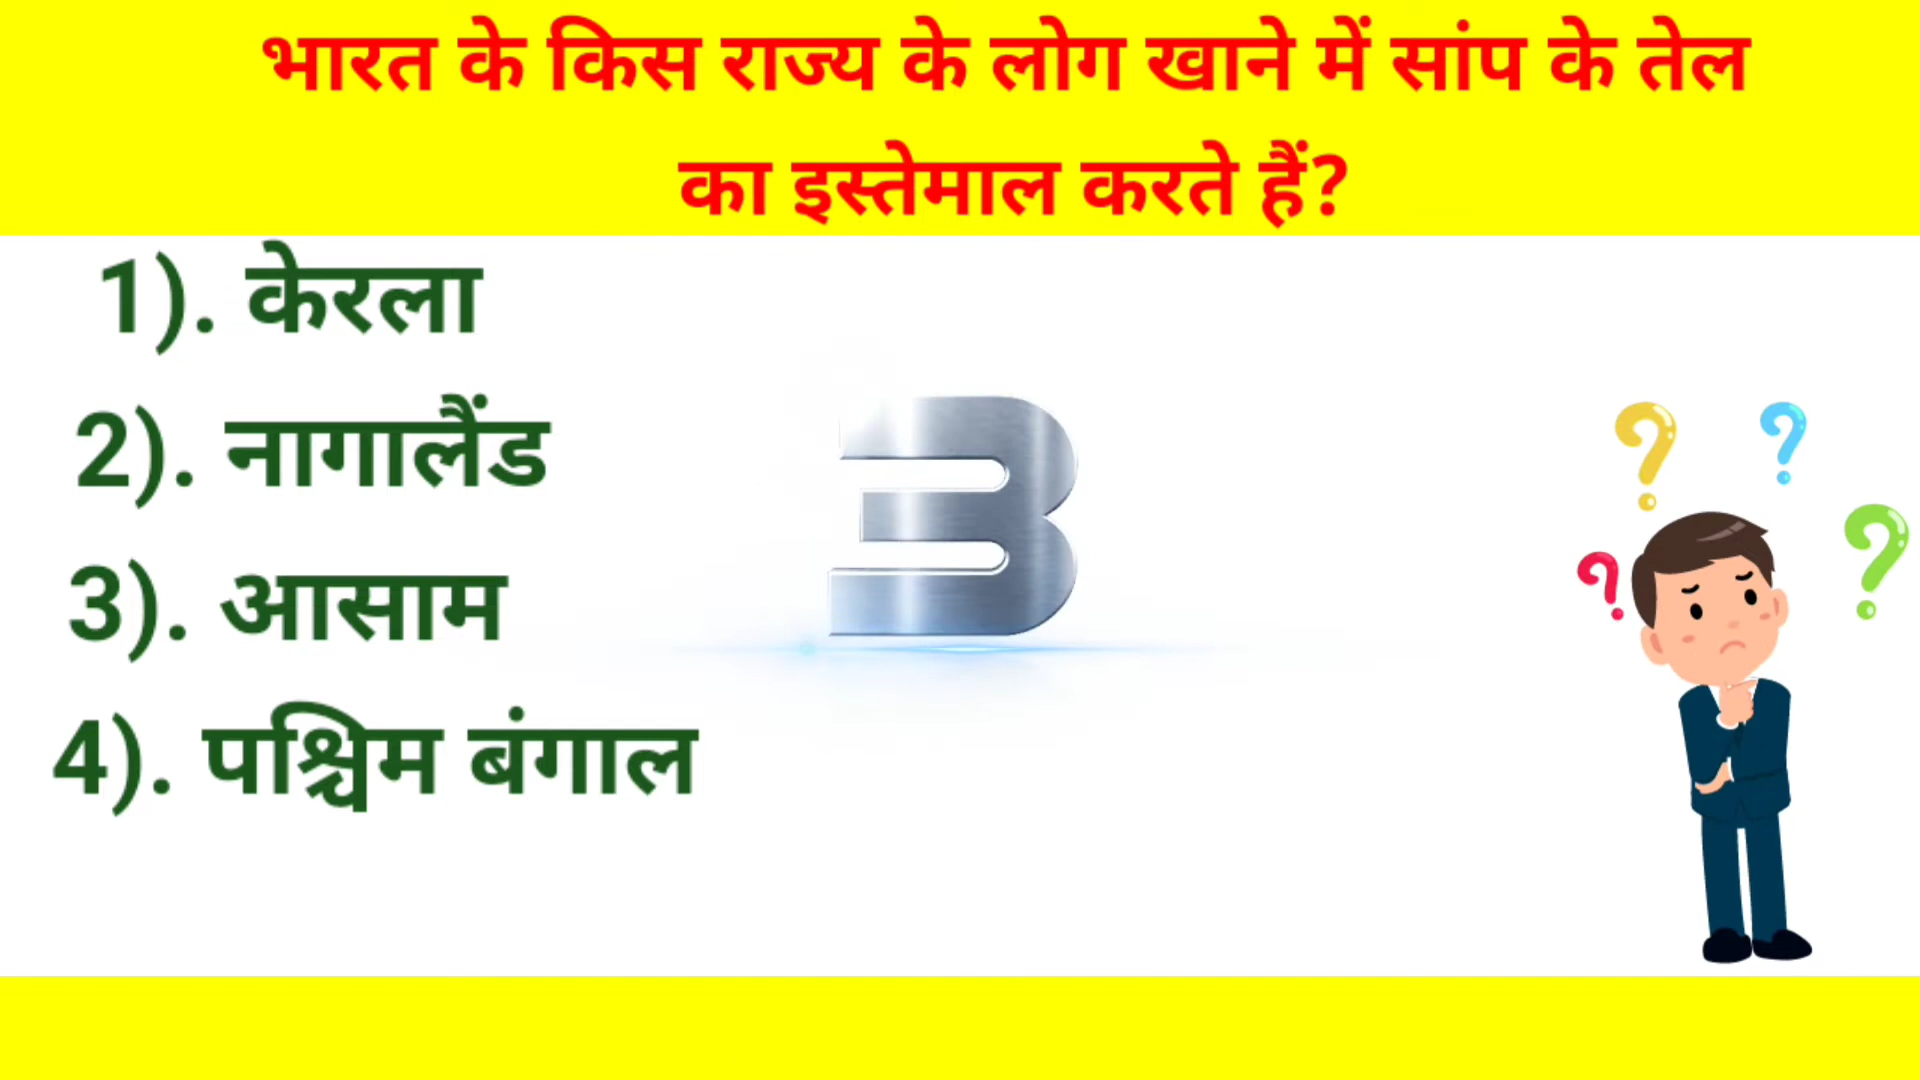 भारत के किस राज्य के लोग खाने में सांप के तेल
का इस्तेमाल करते हैं?
1). केरला
2). नागालैंड
3). आसाम
4). पश्चिम बंगाल
3
? ? ? ?